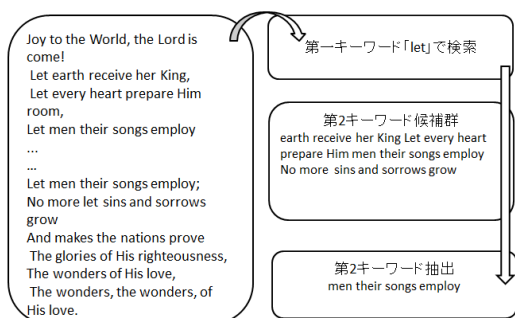 Joy to the World, the Lord is
come!
Let earth receive her King,
Let every heart prepare Him
room,
Let men their songs employ
...
...
Let men their songs employ;
No more let sins and sorrows
grow
And makes the nations prove
The glories of His righteousness,
The wonders of His love,
The wonders, the wonders, of
His love.
第一キーワード「let」で検索
第2キーワード候補群
earth receive her King Let every heart
prepare Him men their songs employ
No more sins and sorrows grow
第2キーワード抽出
men their songs employ